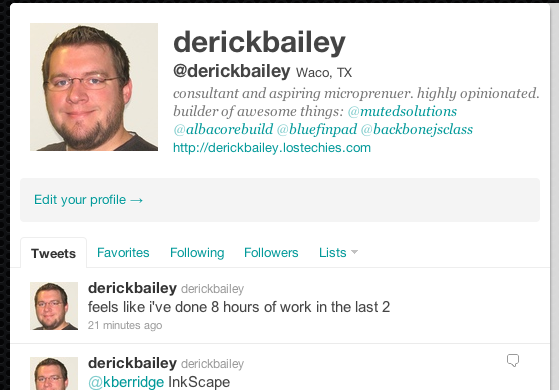 derickbailey
@derickbailey Waco, TX
consultant and aspiring microprenuer. highly opinionated.
builder of awesome things: @mutedsolutions
@albacorebuild @bluefinpad @backbonejsclass
http://derickbailey.lostechies.com
Edit your profile →
Tweets Favorites Following Followers Lists
derickbailey derickbailey
feels like i've done 8 hours of work in the last 2
21 minutes ago
derickbailey derickbailey
@kberridge InkScape